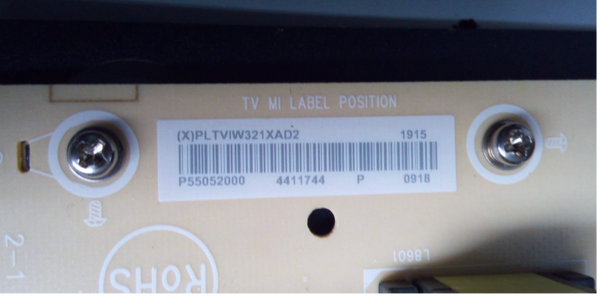 TV MI LABEL POSITION
(X)PLTVIW321XAD2 1915
P55052000 4411744 P 0918
2-1
RoHS
L8601